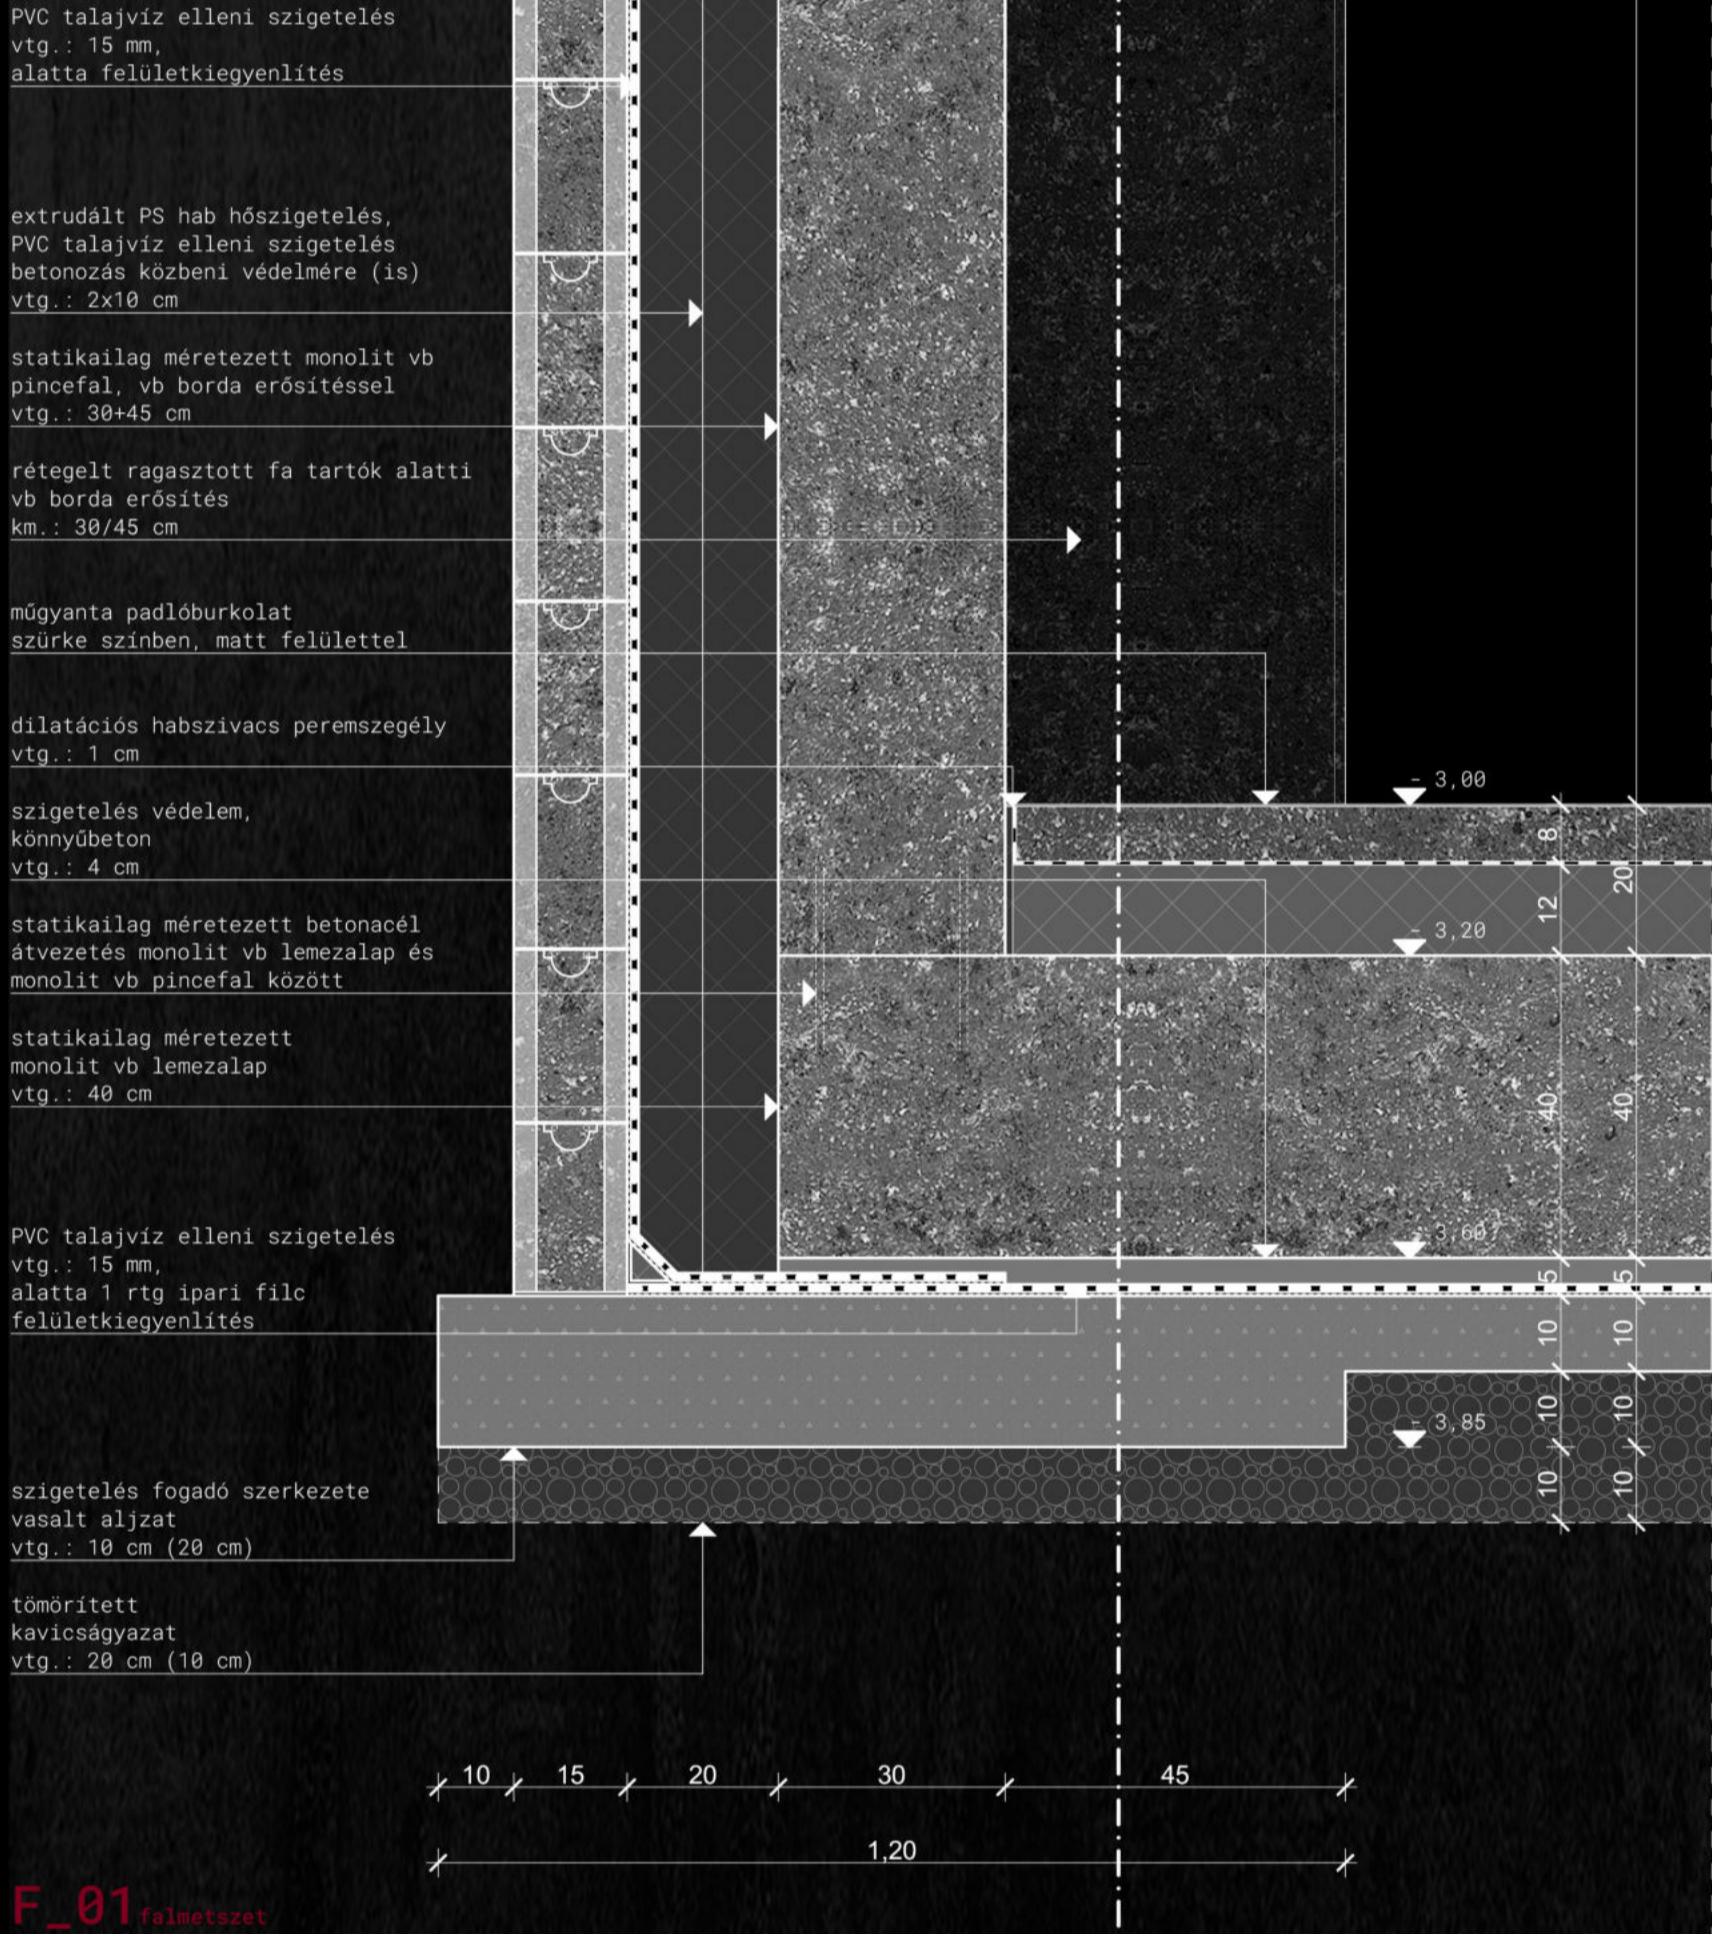 PVC talajvíz elleni szigetelés
vtg.: 15 mm,
alatta felületkiegyenlítés
extrudált PS hab hőszigetelés,
PVC talajvíz elleni szigetelés
betonozás közbeni védelmére (is)
vtg.: 2x10 cm
statikailag méretezett monolit vb
pincefal, vb borda erősítéssel
vtg.: 30+45 cm
rétegelt ragasztott fa tartók alatti
vb borda erősítés
km.: 30/45 cm
műgyanta padlóburkolat
szürke színben, matt felülettel
dilatációs habszivacs peremszegély
vtg.: 1 cm
szigetelés védelem,
könnyűbeton
vtg.: 4 cm
statikailag méretezett betonacél
átvezetés monolit vb lemezalap és
monolit vb pincefal között
statikailag méretezett
monolit vb lemezalap
vtg.: 40 cm
PVC talajvíz elleni szigetelés
vtg.: 15 mm,
alatta 1 rtg ipari filc
felületkiegyenlítés
szigetelés fogadó szerkezete
vasalt aljzat
vtg.: 10 cm (20 cm)
tömörített
kavicságyazat
vtg.: 20 cm (10 cm)
- 3,00
8
20
12
- 3,20
40
40
- 3,60
5
5
10
10
- 3,85
10
10
10
10
10
15
20
30
45
1,20
F_01 falmetszet